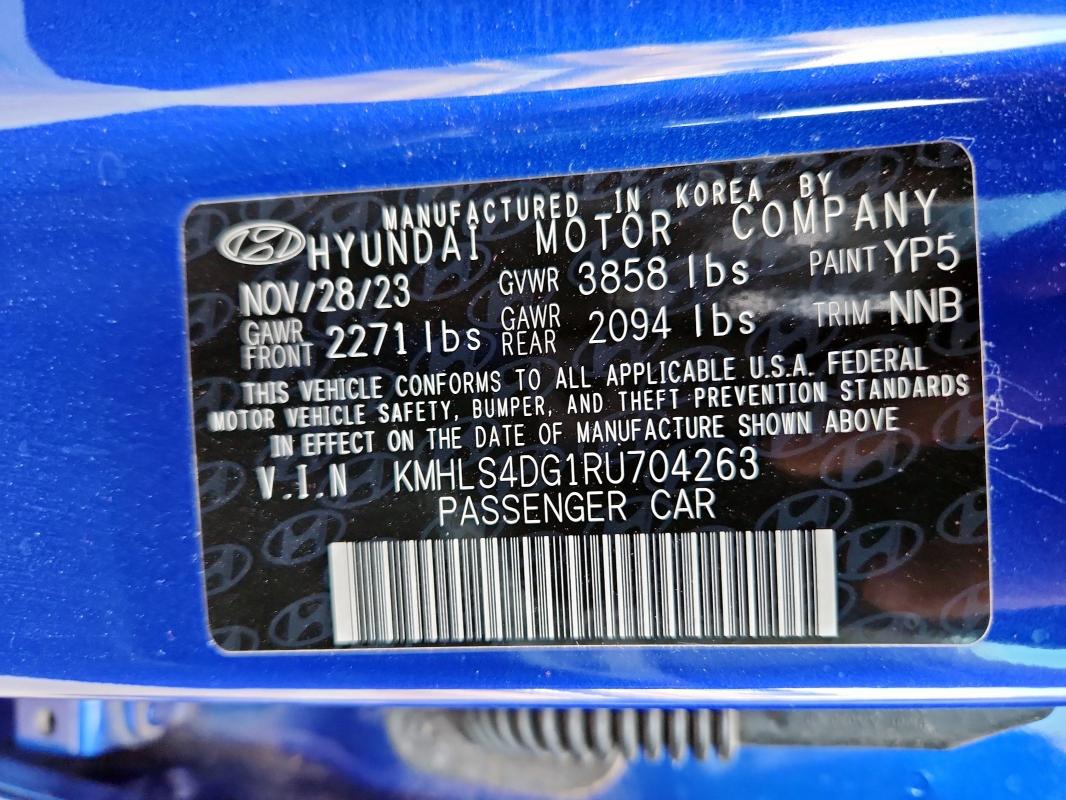 MANUFACTURED IN KOREA BY
HYUNDAI MOTOR COMPANY
NOV/28/23 GVWR 3858 lbs PAINT YP5
GAWR FRONT 2271 lbs GAWR REAR 2094 lbs TRIM NNB
THIS VEHICLE CONFORMS TO ALL APPLICABLE U.S.A. FEDERAL
MOTOR VEHICLE SAFETY, BUMPER, AND THEFT PREVENTION STANDARDS
IN EFFECT ON THE DATE OF MANUFACTURE SHOWN ABOVE
V.I.N KMHLS4DG1RU704263
PASSENGER CAR